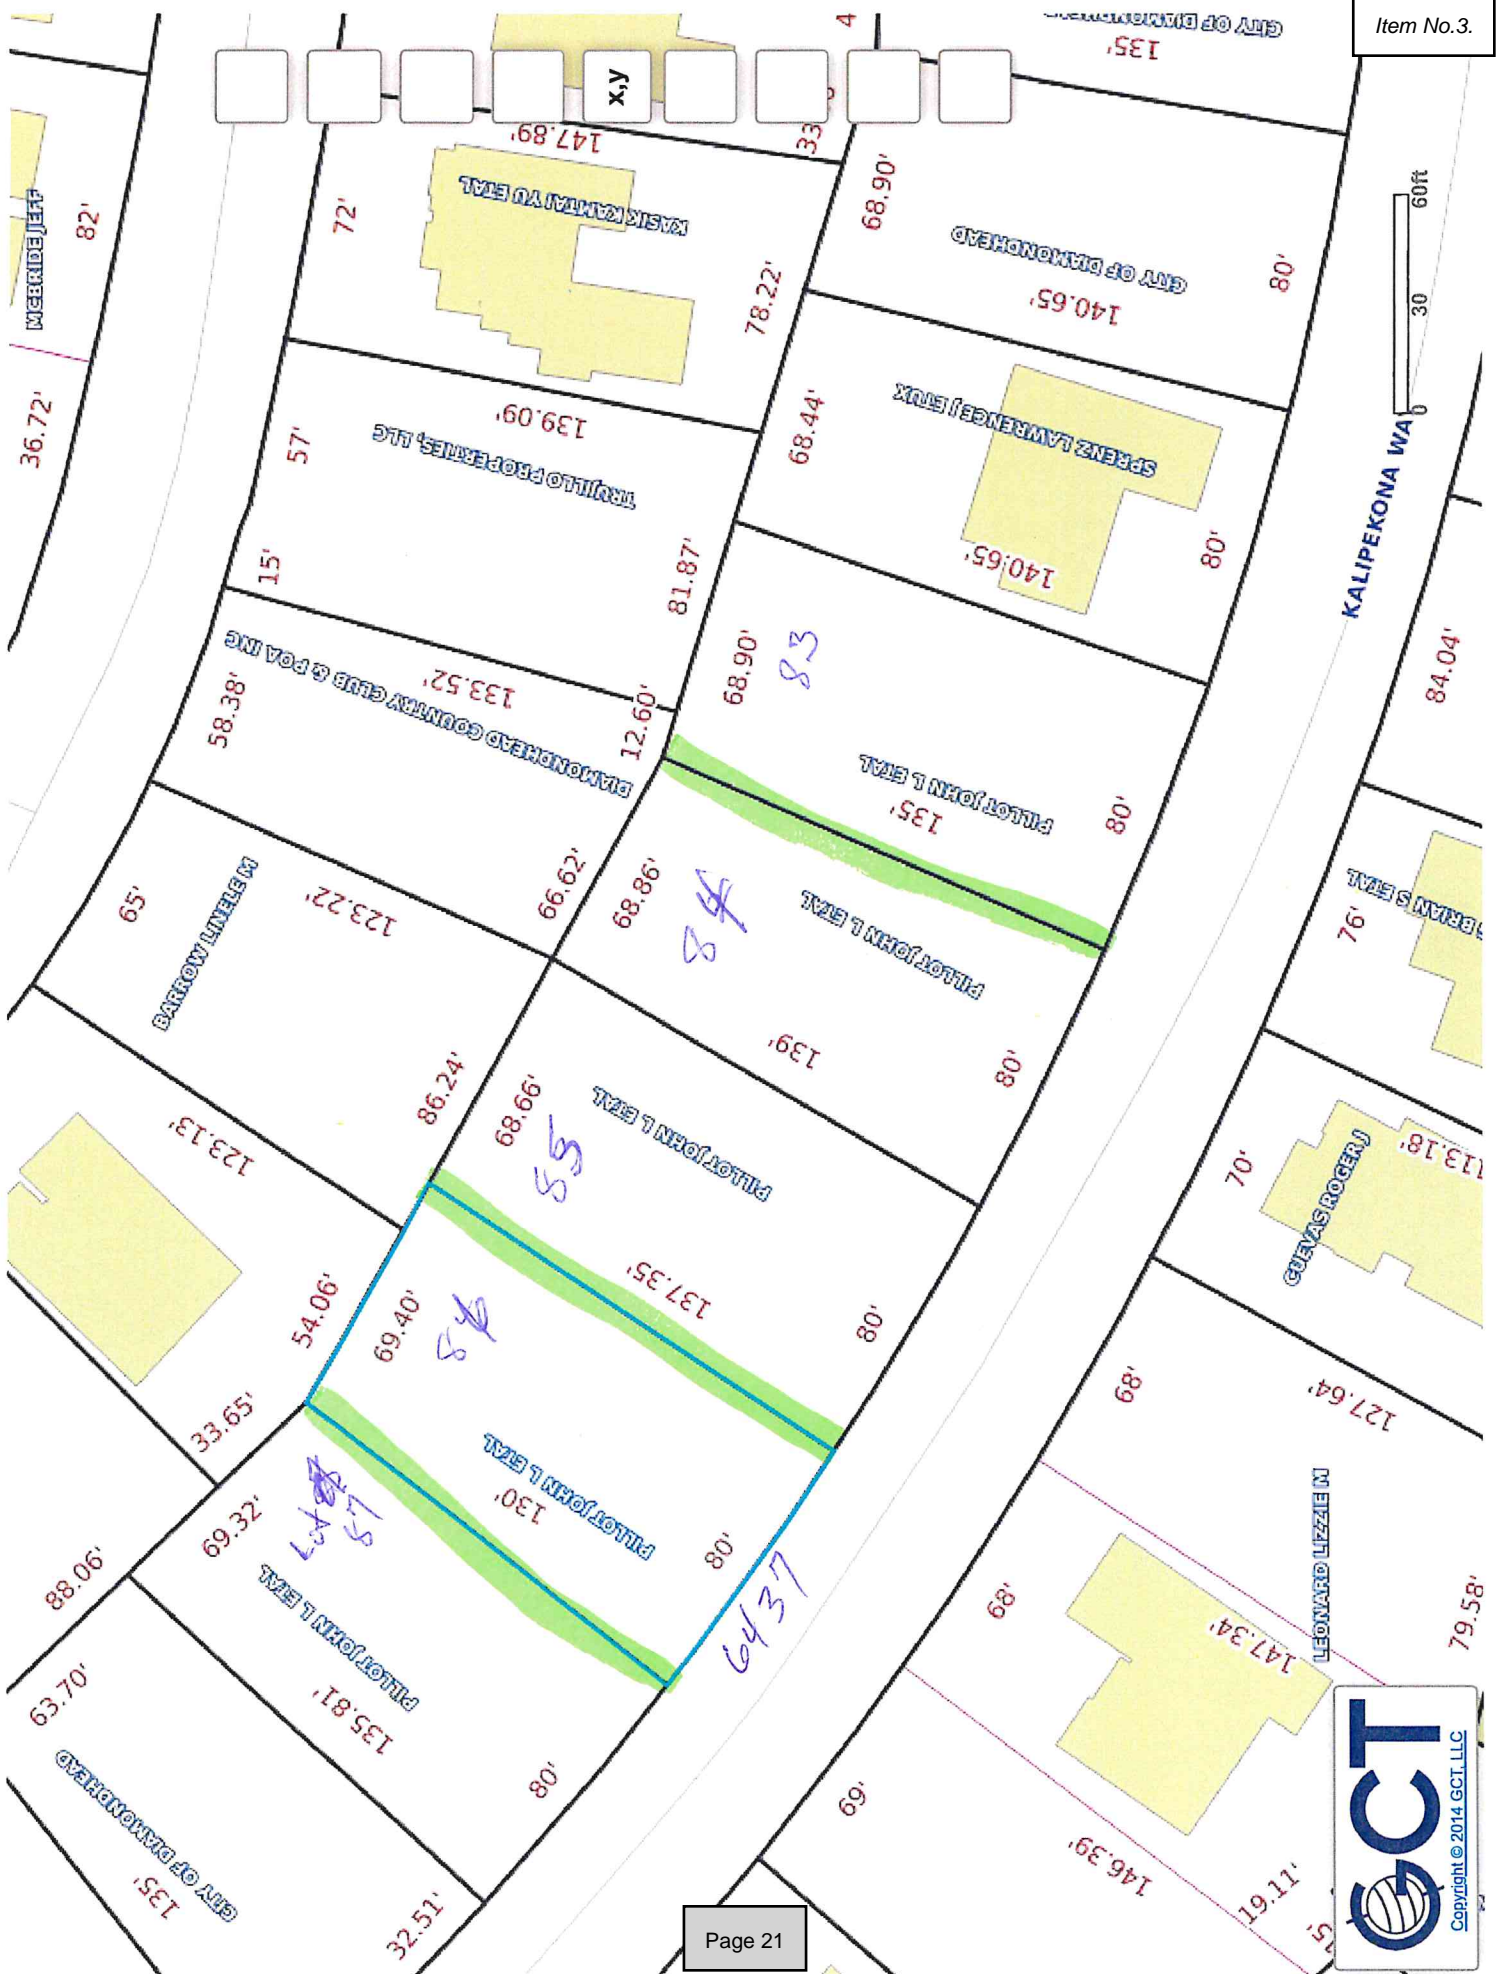 Item No.3.
CITY OF DIAMONDHEAD
135'
4
x,y
147.89'
33
MCBRIDE JEFF
82'
36.72'
72'
KASIK KAMTAI YU ETAL
78.22'
68.90'
CITY OF DIAMONDHEAD
140.65'
80'
60ft
30
0
57'
139.09'
TRUJILLO PROPERTIES, LLC
68.44'
SPRENZ LAWRENCE J ETUX
140.65'
80'
KALIPEKONA WA
15'
81.87'
58.38'
DIAMONDHEAD COUNTRY CLUB & POA INC
133.52'
12.60'
68.90'
83
PILLOT JOHN L ETAL
135'
80'
84.04'
65'
BARROW LINELE M
123.22'
66.62'
68.86'
84
PILLOT JOHN L ETAL
139'
80'
76'
BRIAN S ETAL
86.24'
123.13'
68.66'
85
PILLOT JOHN L ETAL
137.35'
80'
70'
CUEVAS ROGER J
113.18'
54.06'
33.65'
69.40'
86
PILLOT JOHN L ETAL
130'
80'
6437
68'
127.64'
LEONARD LIZZIE M
88.06'
69.32'
Lot
87
PILLOT JOHN L ETAL
135.81'
80'
68'
147.34'
79.58'
63.70'
CITY OF DIAMONDHEAD
135'
32.51'
69'
146.39'
19.11'
15'
GCT
Copyright © 2014 GCT, LLC
Page 21